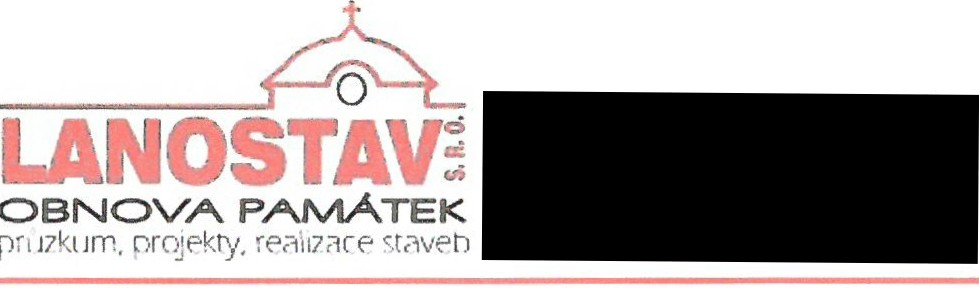 LANOSTAV S.R.O.
OBNOVA PAMÁTEK
průzkum, projekty, realizace staveb